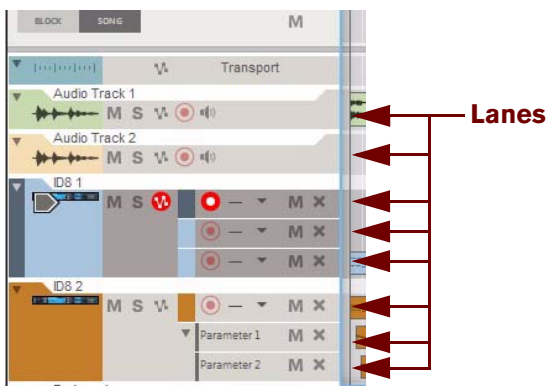 BLOCK SONG M
Transport
Audio Track 1
M S
Lanes
Audio Track 2
M S
ID8 1
M S M
M
M
ID8 2
M S M
Parameter 1 M
Parameter 2 M